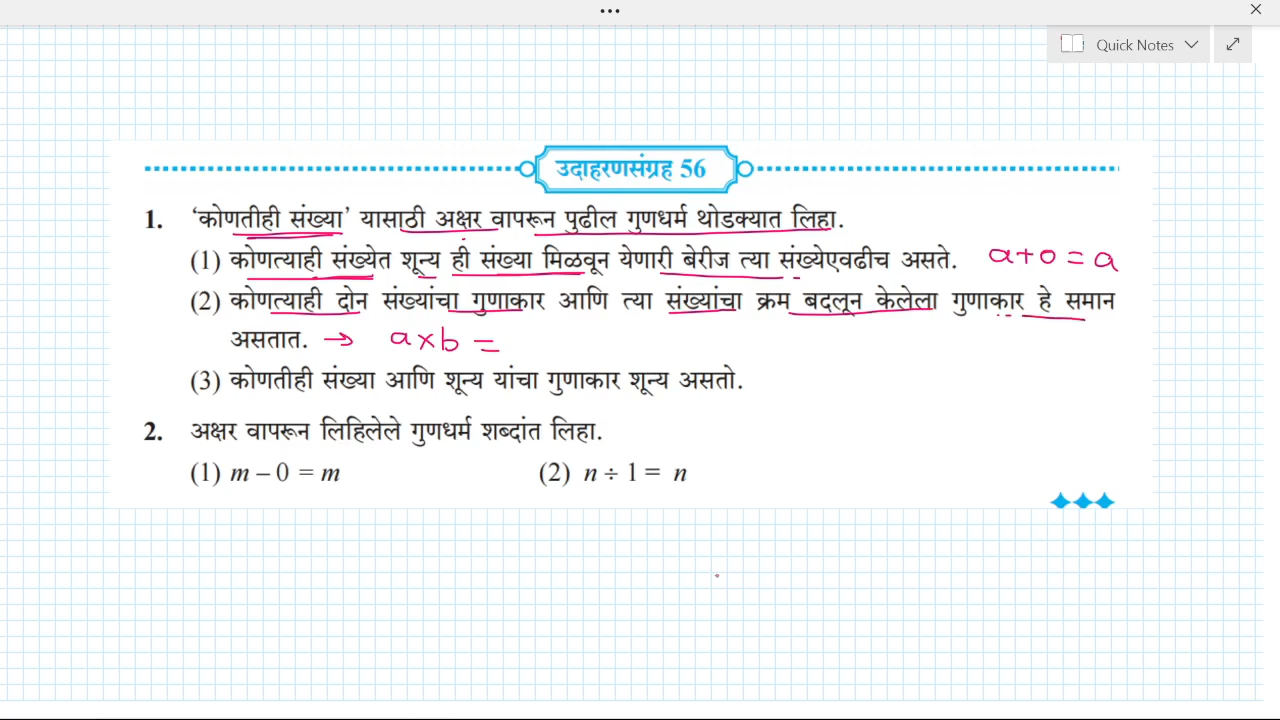 Quick Notes
उदाहरणसंग्रह 56
1. ‘कोणतीही संख्या’ यासाठी अक्षर वापरून पुढील गुणधर्म थोडक्यात लिहा.
(1) कोणत्याही संख्येत शून्य ही संख्या मिळवून येणारी बेरीज त्या संख्येएवढीच असते. a+0=a
(2) कोणत्याही दोन संख्यांचा गुणाकार आणि त्या संख्यांचा क्रम बदलून केलेला गुणाकार हे समान
असतात. → a×b =
(3) कोणतीही संख्या आणि शून्य यांचा गुणाकार शून्य असतो.
2. अक्षर वापरून लिहिलेले गुणधर्म शब्दांत लिहा.
(1) m – 0 = m (2) n ÷ 1 = n